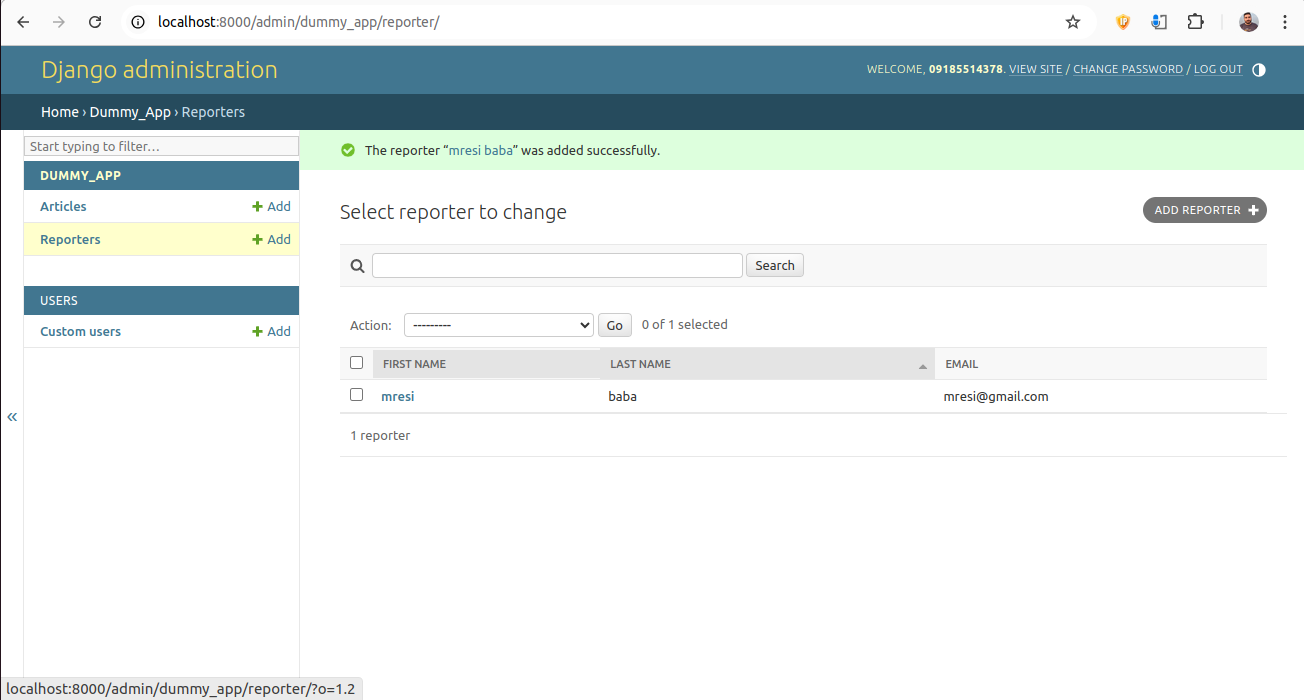 localhost:8000/admin/dummy_app/reporter/
Django administration
WELCOME, 09185514378. VIEW SITE / CHANGE PASSWORD / LOG OUT
Home › Dummy_App › Reporters
Start typing to filter…
The reporter “mresi baba” was added successfully.
DUMMY_APP
Articles + Add
Reporters + Add
USERS
Custom users + Add
Select reporter to change
ADD REPORTER +
Search
Action: --------- Go 0 of 1 selected
FIRST NAME LAST NAME EMAIL
mresi baba mresi@gmail.com
1 reporter
«
localhost:8000/admin/dummy_app/reporter/?o=1.2